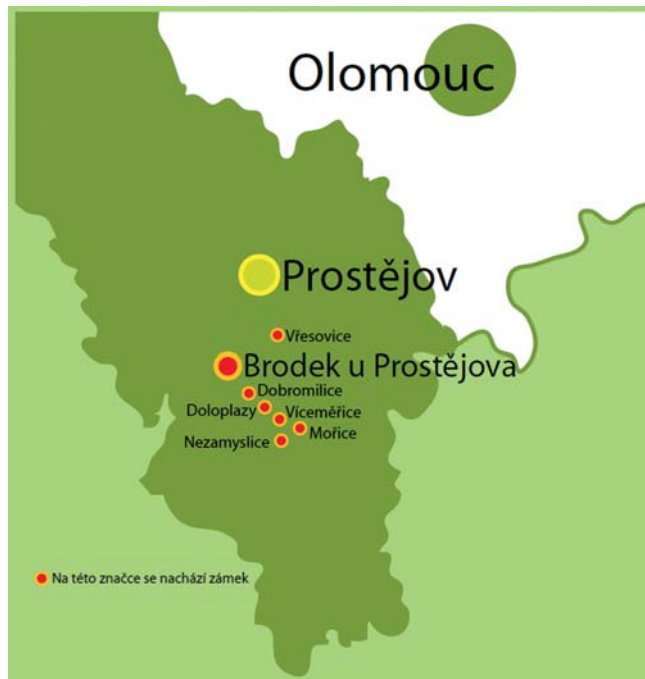 Olomouc
Prostějov
Vřesovice
Brodek u Prostějova
Dobromilice
Doloplazy
Víceměřice
Mořice
Nezamyslice
Na této značce se nachází zámek